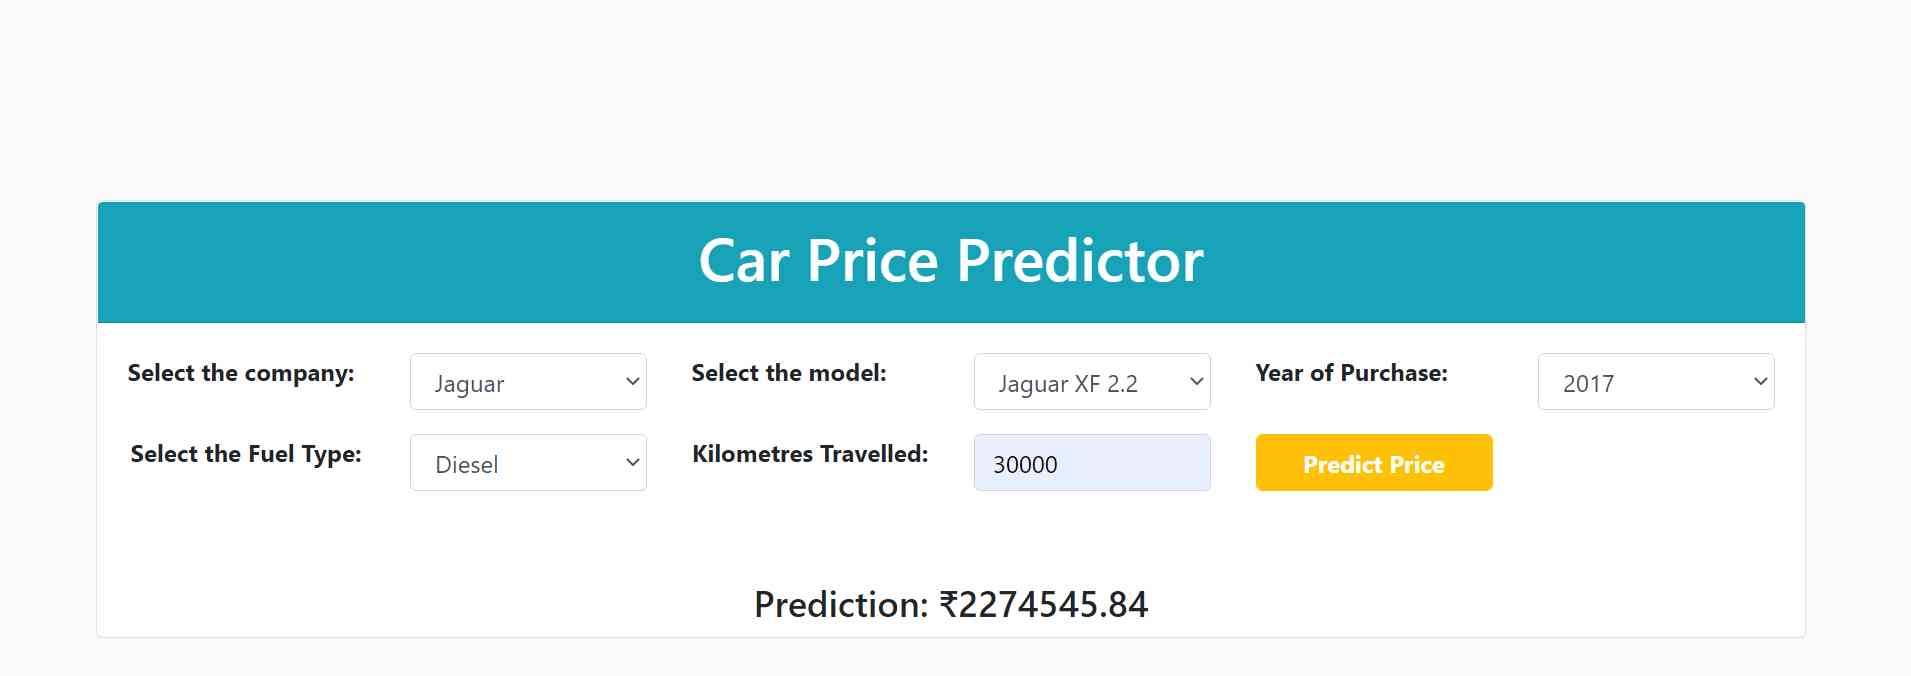 Car Price Predictor
Select the company: Jaguar Select the model: Jaguar XF 2.2 Year of Purchase: 2017
Select the Fuel Type: Diesel Kilometres Travelled: 30000 Predict Price
Prediction: ₹2274545.84